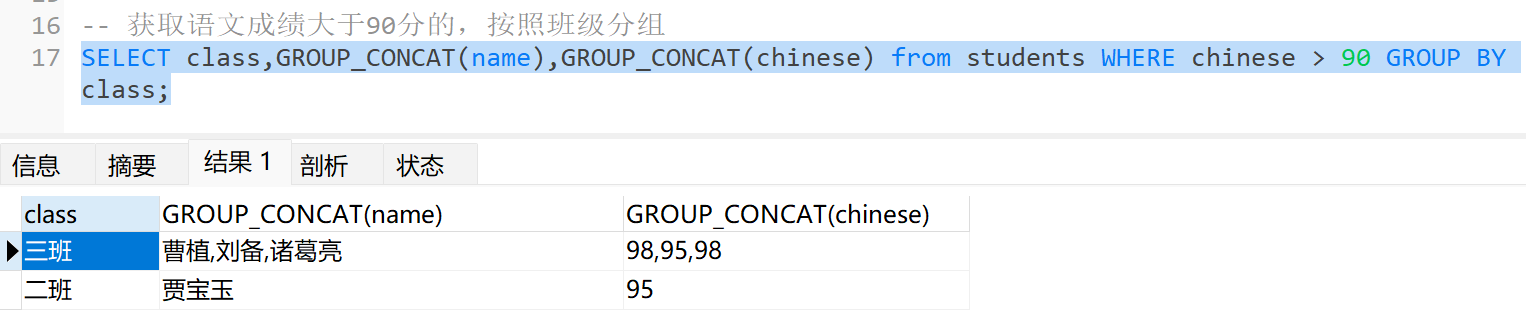 16 -- 获取语文成绩大于90分的，按照班级分组
17 SELECT class,GROUP_CONCAT(name),GROUP_CONCAT(chinese) from students WHERE chinese > 90 GROUP BY
class;
信息 摘要 结果 1 剖析 状态
class GROUP_CONCAT(name) GROUP_CONCAT(chinese)
三班 曹植,刘备,诸葛亮 98,95,98
二班 贾宝玉 95